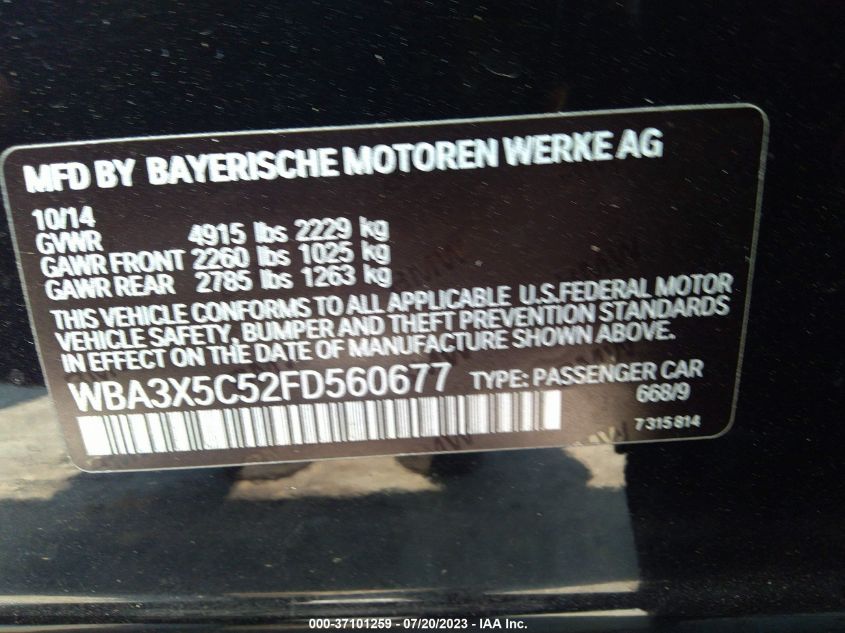 MFD BY BAYERISCHE MOTOREN WERKE AG
10/14
GVWR 4915 lbs 2229 kg
GAWR FRONT 2260 lbs 1025 kg
GAWR REAR 2785 lbs 1263 kg
THIS VEHICLE CONFORMS TO ALL APPLICABLE U.S.FEDERAL MOTOR
VEHICLE SAFETY, BUMPER AND THEFT PREVENTION STANDARDS
IN EFFECT ON THE DATE OF MANUFACTURE SHOWN ABOVE.
WBA3X5C52FD560677 TYPE: PASSENGER CAR
668/9
7315814
000-37101259 - 07/20/2023 - IAA Inc.